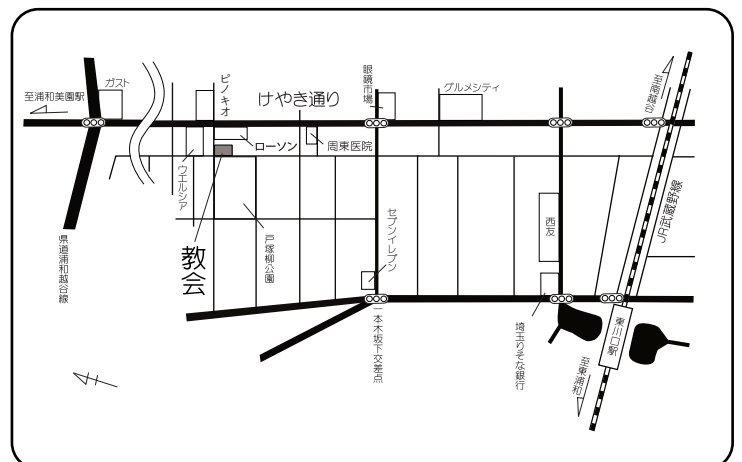 至浦和美園駅
ガスト
ピノキオ
けやき通り
眼鏡市場
グルメシティ
至南越谷
ローソン
周東医院
ウエルシア
教会
戸塚柳公園
セブンイレブン
西友
JR武蔵野線
県道浦和越谷線
一本木坂下交差点
埼玉りそな銀行
東川口駅
至東浦和